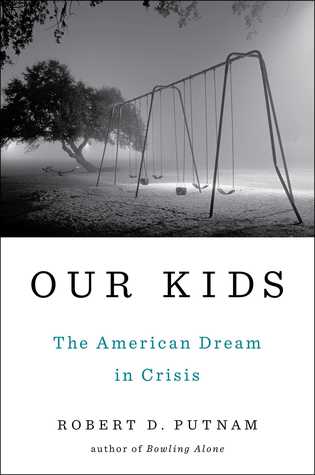 OUR KIDS
The American Dream
in Crisis
ROBERT D. PUTNAM
author of Bowling Alone